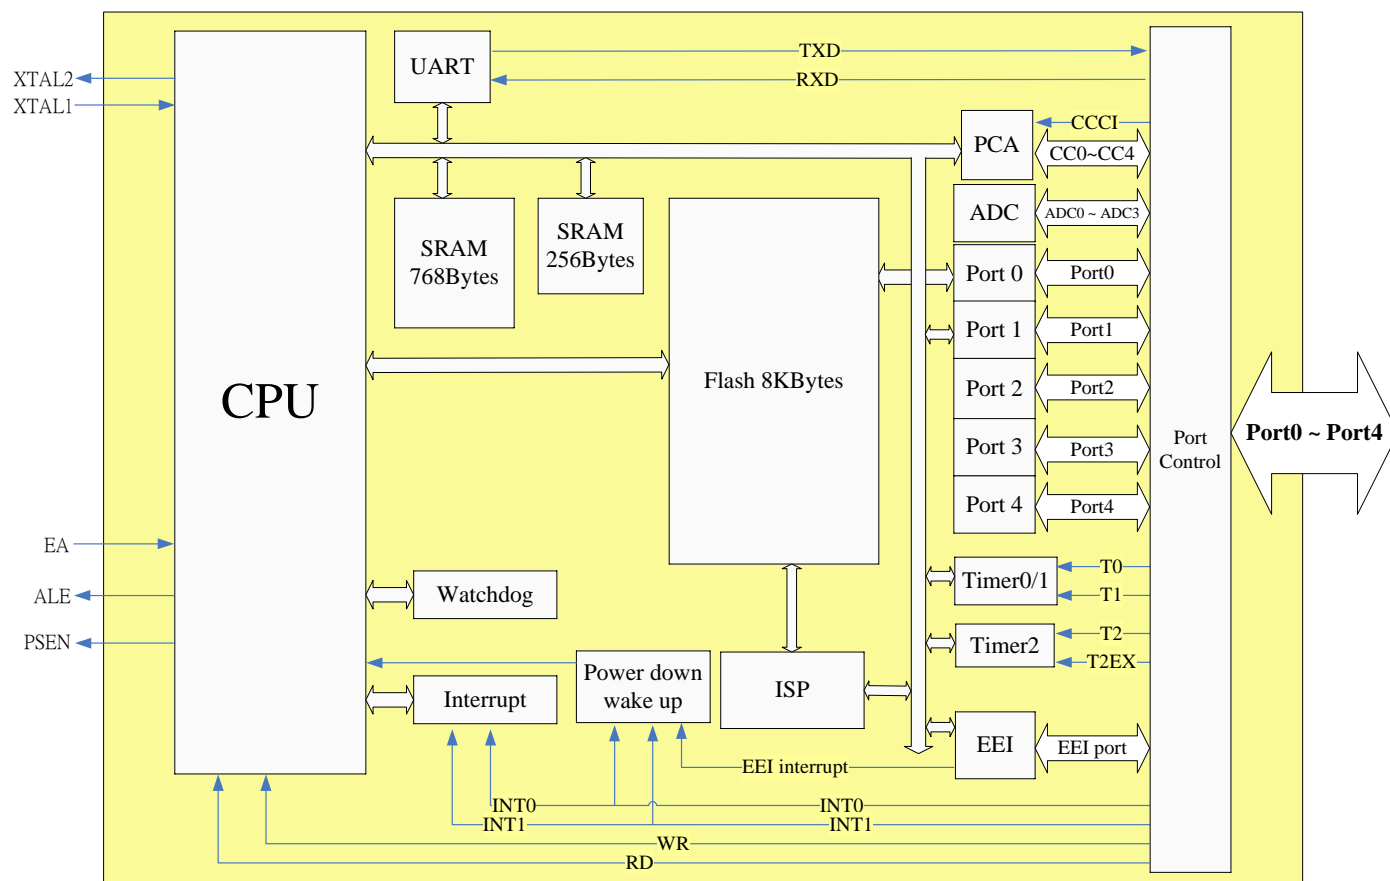 XTAL2
XTAL1
UART
TXD
RXD
PCA
CCCI
CC0~CC4
ADC
ADC0 ~ ADC3
SRAM
768Bytes
SRAM
256Bytes
Flash 8KBytes
CPU
Port 0
Port0
Port 1
Port1
Port 2
Port2
Port 3
Port3
Port 4
Port4
Port
Control
Port0 ~ Port4
EA
ALE
PSEN
Watchdog
Interrupt
Power down
wake up
ISP
Timer0/1
T0
T1
Timer2
T2
T2EX
EEI
EEI port
EEI interrupt
INT0
INT0
INT1
INT1
WR
RD